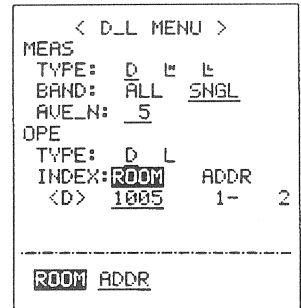 < D_L MENU >
MEAS
TYPE: D L" L
BAND: ALL SNGL
AVE_N: 5
OPE
TYPE: D L
INDEX: ROOM ADDR
<D> 1005 1- 2
ROOM ADDR